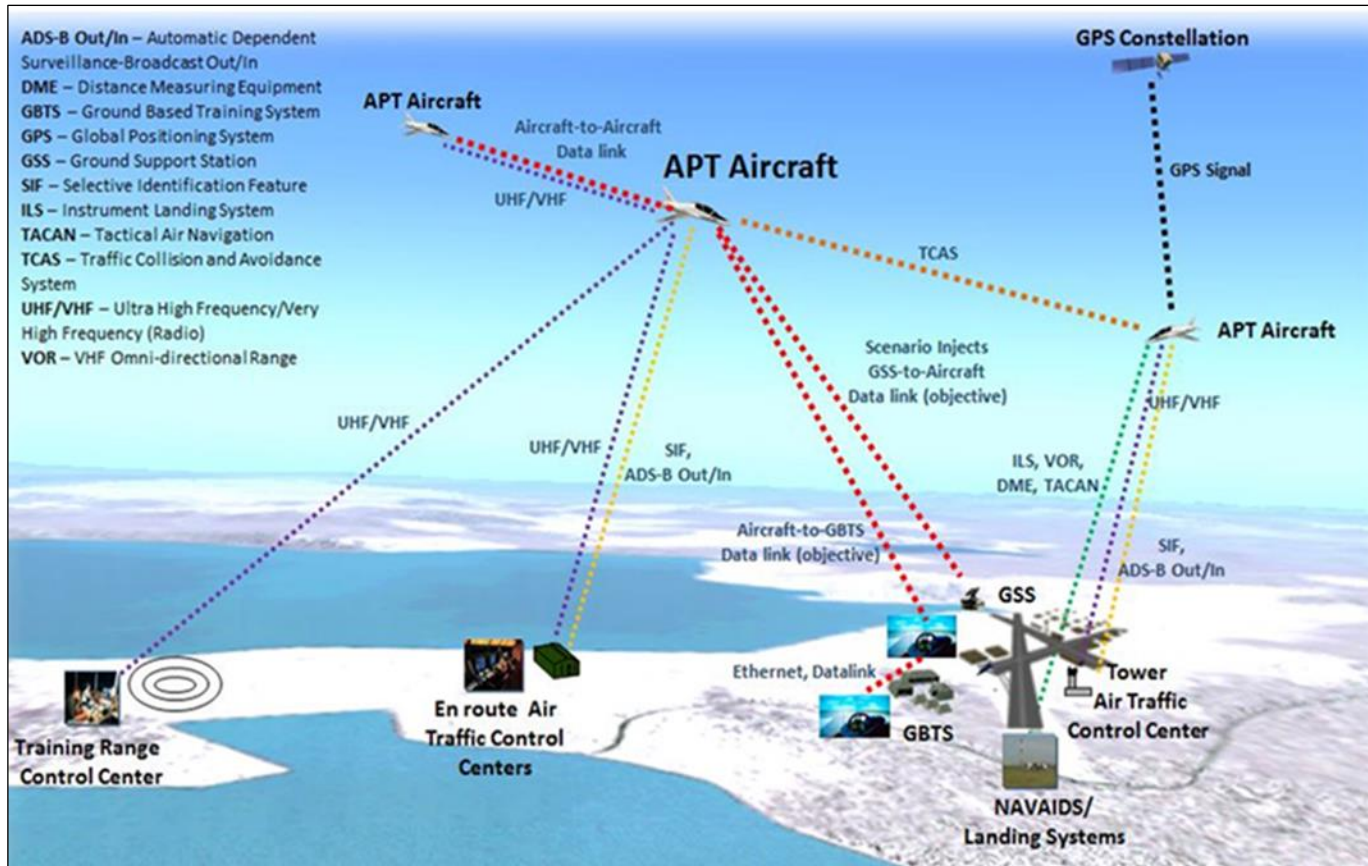 ADS-B Out/In – Automatic Dependent
Surveillance-Broadcast Out/In
DME – Distance Measuring Equipment
GBTS – Ground Based Training System
GPS – Global Positioning System
GSS – Ground Support Station
SIF – Selective Identification Feature
ILS – Instrument Landing System
TACAN – Tactical Air Navigation
TCAS – Traffic Collision and Avoidance
System
UHF/VHF – Ultra High Frequency/Very
High Frequency (Radio)
VOR – VHF Omni-directional Range
GPS Constellation
APT Aircraft
Aircraft-to-Aircraft
Data link
UHF/VHF
APT Aircraft
GPS Signal
TCAS
APT Aircraft
Scenario Injects
GSS-to-Aircraft
Data link (objective)
UHF/VHF
UHF/VHF
UHF/VHF
SIF,
ADS-B Out/In
ILS, VOR,
DME, TACAN
Aircraft-to-GBTS
Data link (objective)
SIF,
ADS-B Out/In
GSS
Ethernet, Datalink
Tower
Air Traffic
Control Center
GBTS
En route Air
Traffic Control
Centers
Training Range
Control Center
NAVAIDS/
Landing Systems